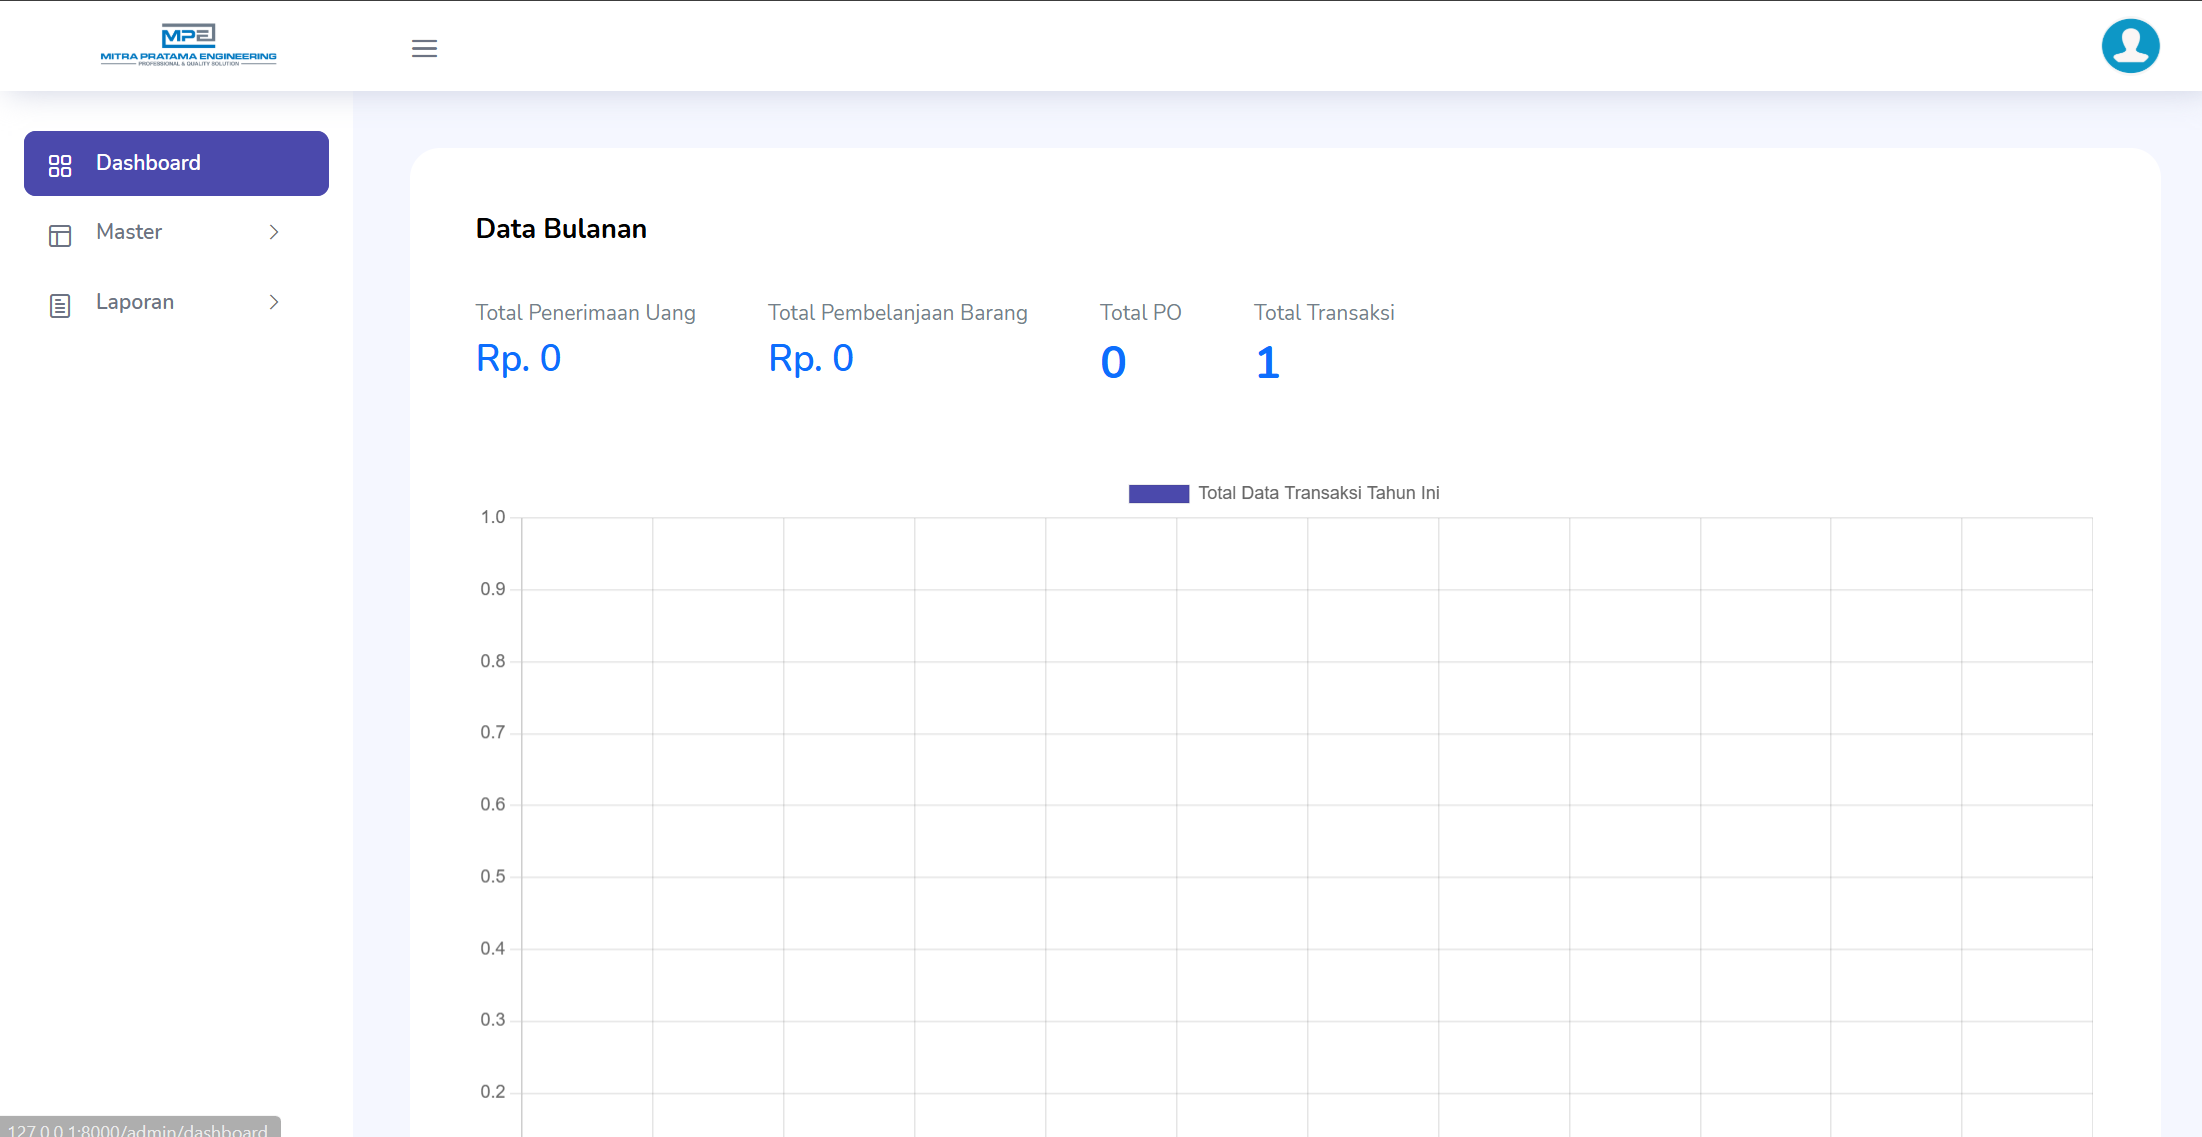 MPE
MITRA PRATAMA ENGINEERING
PROFESSIONAL & QUALITY SOLUTION
Dashboard
Master
Laporan
Data Bulanan
Total Penerimaan Uang
Rp. 0
Total Pembelanjaan Barang
Rp. 0
Total PO
0
Total Transaksi
1
Total Data Transaksi Tahun Ini
1.0
0.9
0.8
0.7
0.6
0.5
0.4
0.3
0.2
127.0.0.1:8000/admin/dashboard